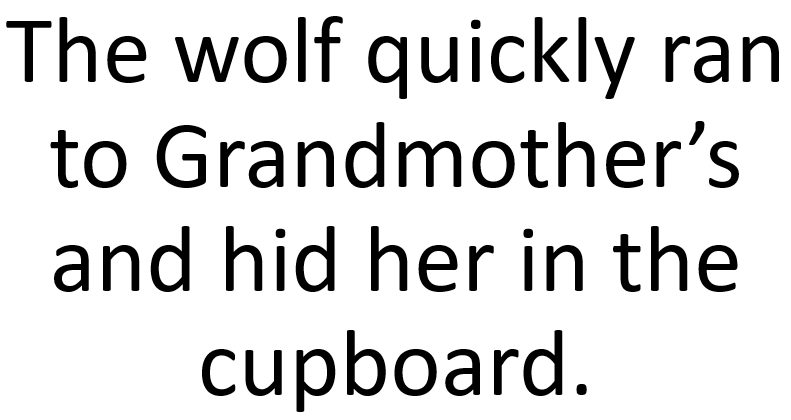 The wolf quickly ran
to Grandmother’s
and hid her in the
cupboard.